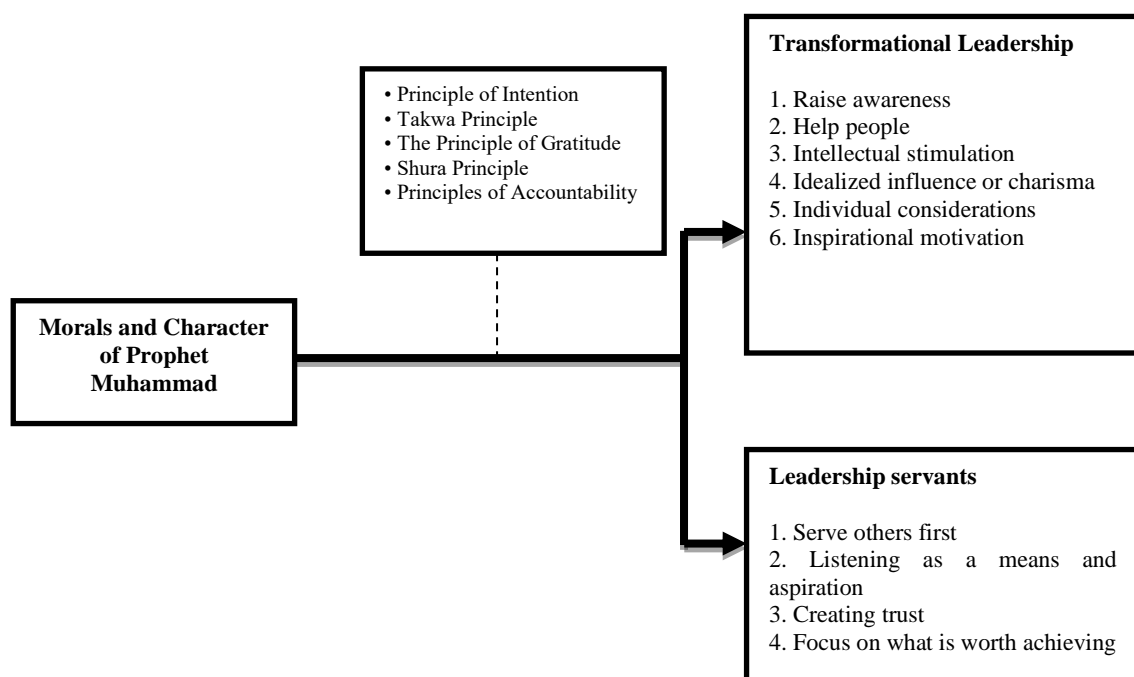 Transformational Leadership
1. Raise awareness
2. Help people
3. Intellectual stimulation
4. Idealized influence or charisma
5. Individual considerations
6. Inspirational motivation
• Principle of Intention
• Takwa Principle
• The Principle of Gratitude
• Shura Principle
• Principles of Accountability
Morals and Character
of Prophet
Muhammad
Leadership servants
1. Serve others first
2. Listening as a means and
aspiration
3. Creating trust
4. Focus on what is worth achieving